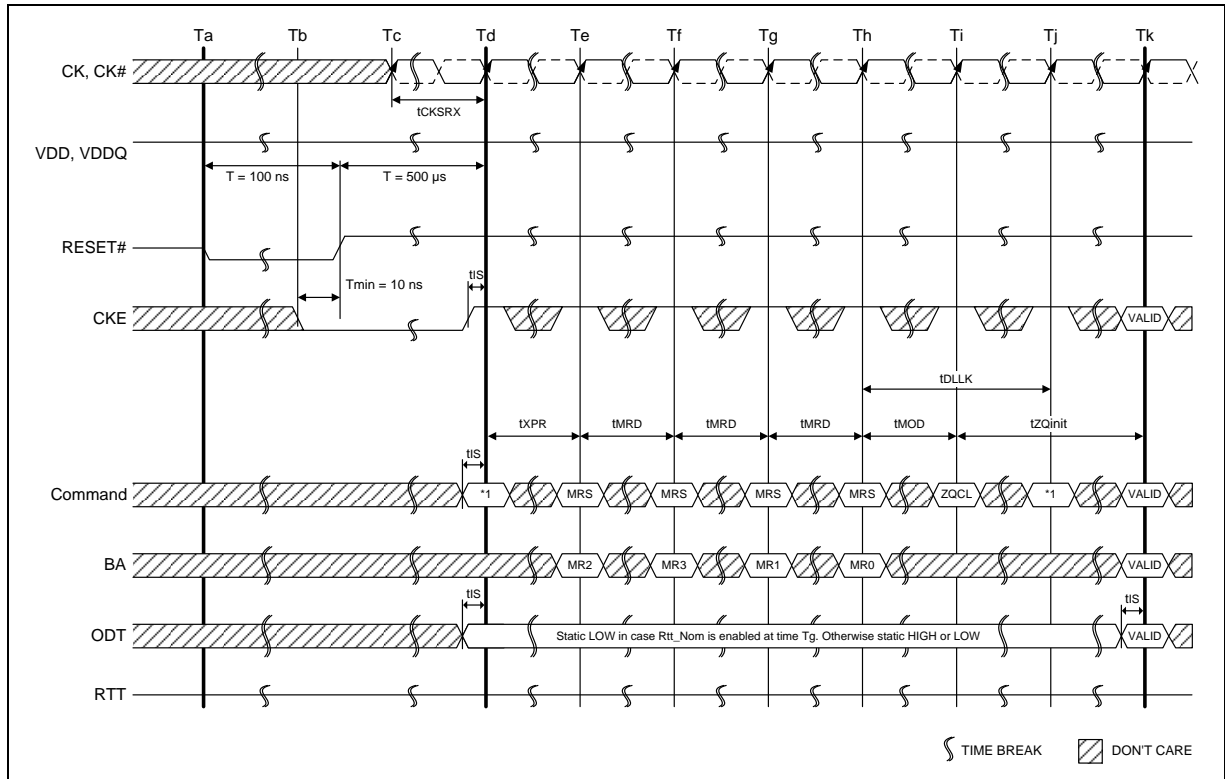 Ta Tb Tc Td Te Tf Tg Th Ti Tj Tk
CK, CK#
tCKSRX
VDD, VDDQ
T = 100 ns T = 500 µs
RESET#
tIS
Tmin = 10 ns
CKE VALID
tDLLK
tXPR tMRD tMRD tMRD tMOD tZQinit
tIS
Command *1 MRS MRS MRS MRS ZQCL *1 VALID
BA MR2 MR3 MR1 MR0 VALID
tIS tIS
ODT Static LOW in case Rtt_Nom is enabled at time Tg. Otherwise static HIGH or LOW VALID
RTT
TIME BREAK DON'T CARE